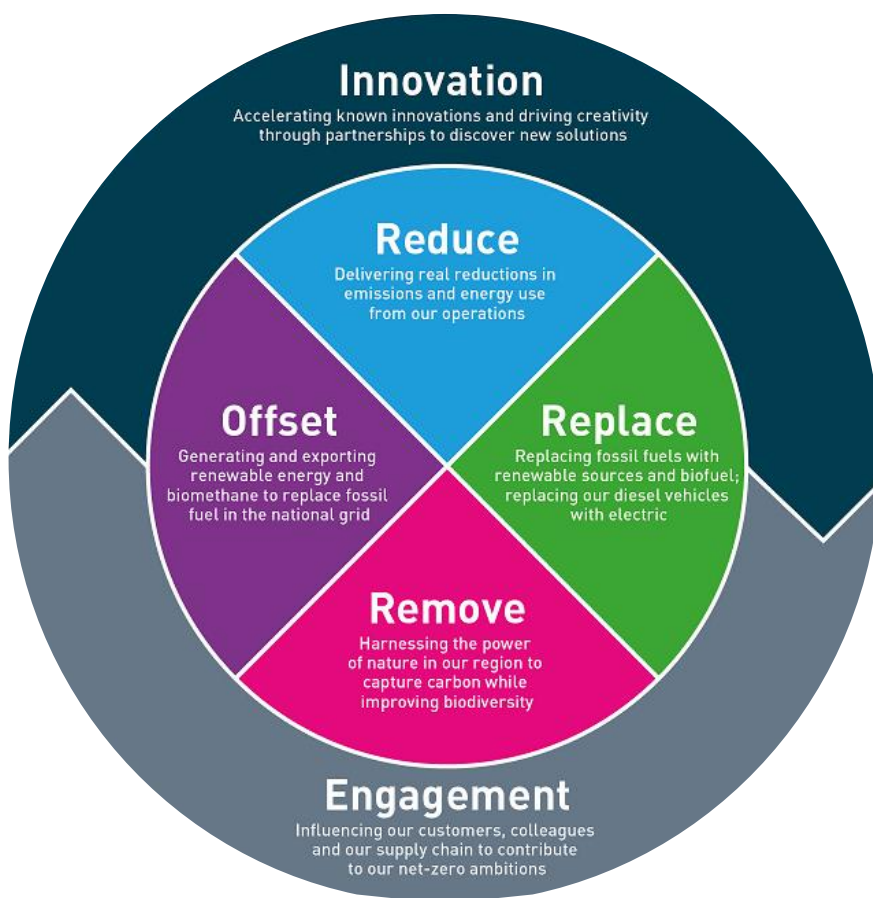 Innovation
Accelerating known innovations and driving creativity
through partnerships to discover new solutions
Reduce
Delivering real reductions in
emissions and energy use
from our operations
Offset
Generating and exporting
renewable energy and
biomethane to replace fossil
fuel in the national grid
Replace
Replacing fossil fuels with
renewable sources and biofuel;
replacing our diesel vehicles
with electric
Remove
Harnessing the power
of nature in our region to
capture carbon while
improving biodiversity
Engagement
Influencing our customers, colleagues
and our supply chain to contribute
to our net-zero ambitions